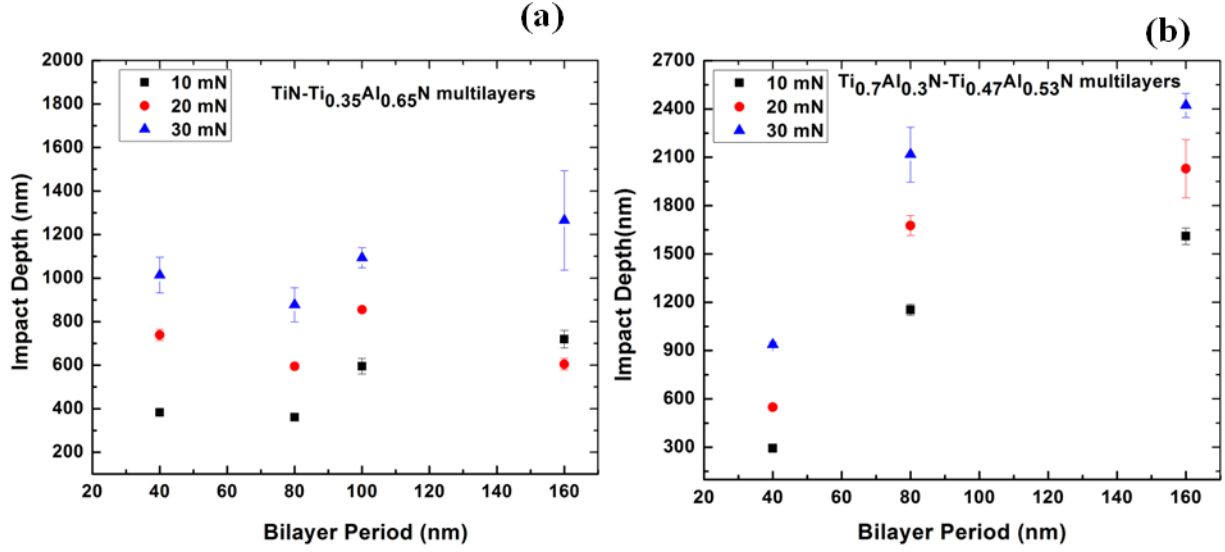 (a)
2000
1800
1600
1400
1200
1000
800
600
400
200
Impact Depth (nm)
10 mN
20 mN
30 mN
TiN-Ti0.35Al0.65N multilayers
20 40 60 80 100 120 140 160
Bilayer Period (nm)
(b)
2700
2400
2100
1800
1500
1200
900
600
300
Impact Depth(nm)
10 mN
20 mN
30 mN
Ti0.7Al0.3N-Ti0.47Al0.53N multilayers
20 40 60 80 100 120 140 160
Bilayer Period (nm)